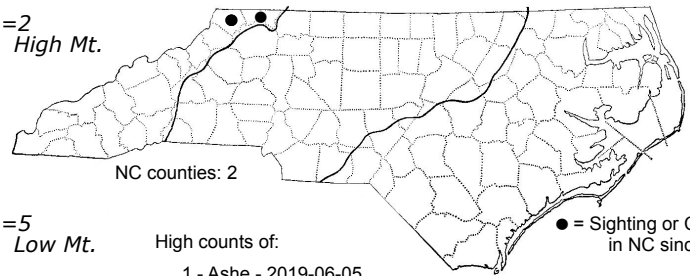 =2
High Mt.
NC counties: 2
=5
Low Mt.
High counts of:
● = Sighting or
in NC
1 - Ashe - 2019-06-05